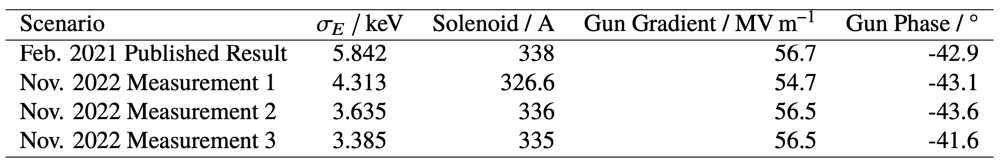 Scenario σ_E / keV Solenoid / A Gun Gradient / MV m⁻¹ Gun Phase / °
Feb. 2021 Published Result 5.842 338 56.7 -42.9
Nov. 2022 Measurement 1 4.313 326.6 54.7 -43.1
Nov. 2022 Measurement 2 3.635 336 56.5 -43.6
Nov. 2022 Measurement 3 3.385 335 56.5 -41.6